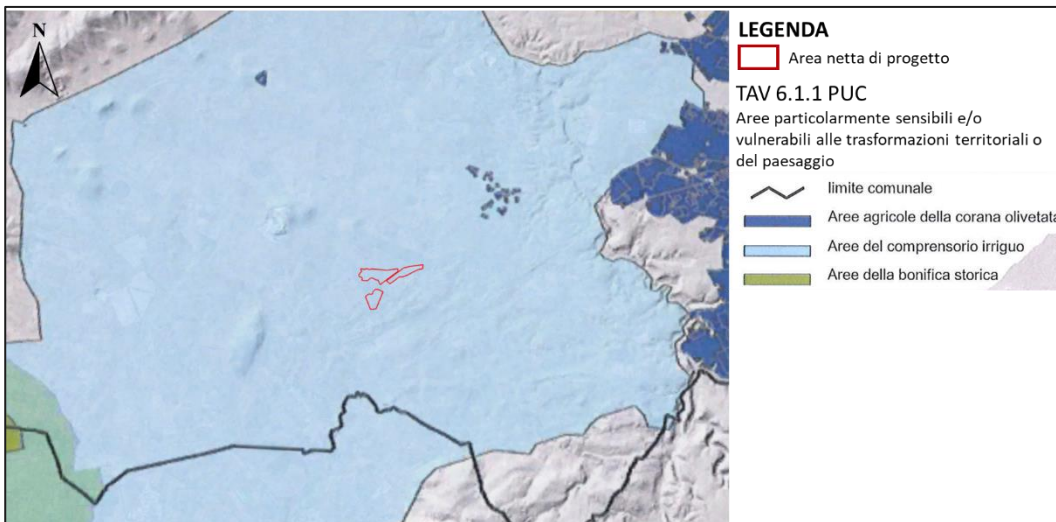 N
LEGENDA
Area netta di progetto
TAV 6.1.1 PUC
Aree particolarmente sensibili e/o
vulnerabili alle trasformazioni territoriali o
del paesaggio
limite comunale
Aree agricole della corana olivetata
Aree del comprensorio irriguo
Aree della bonifica storica